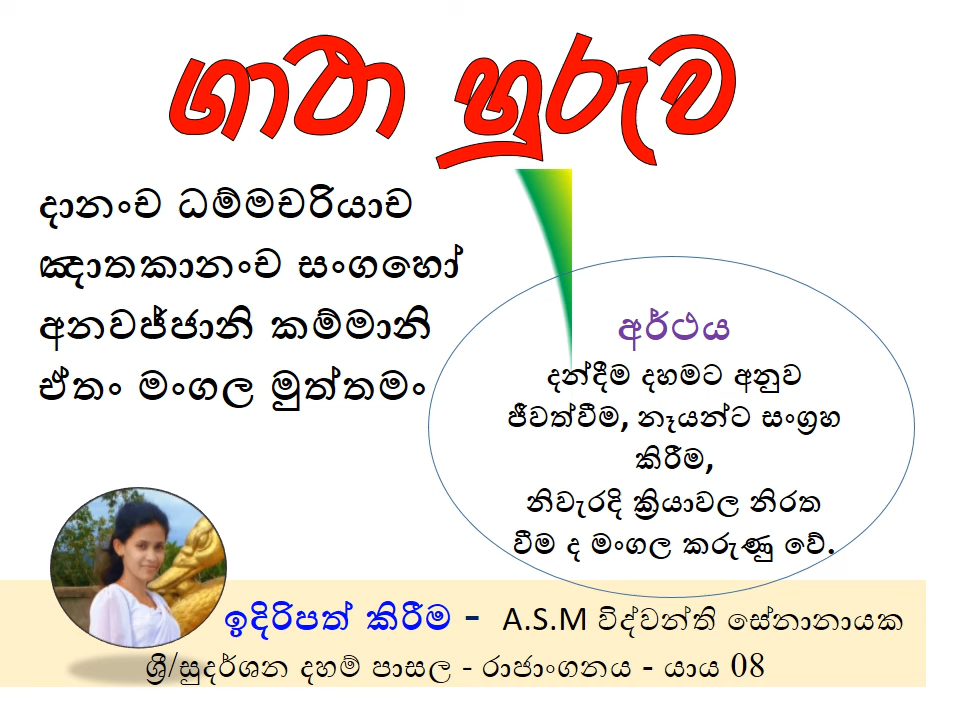 ගාථා හුරුව
දානංච ධම්මචරියාච
ඤාතකානංච සංගහෝ
අනවජ්ජානි කම්මානි
ඒතං මංගල මුත්තමං
අර්ථය
දන්දීම දහමට අනුව
ජීවත්වීම, නෑයන්ට සංග්‍රහ
කිරීම,
නිවැරදි ක්‍රියාවල නිරත
වීම ද මංගල කරුණු වේ.
ඉදිරිපත් කිරීම - A.S.M විද්වන්ති සේනානායක
ශ්‍රී/සුදර්ශන දහම් පාසල - රාජාංගනය - යාය 08